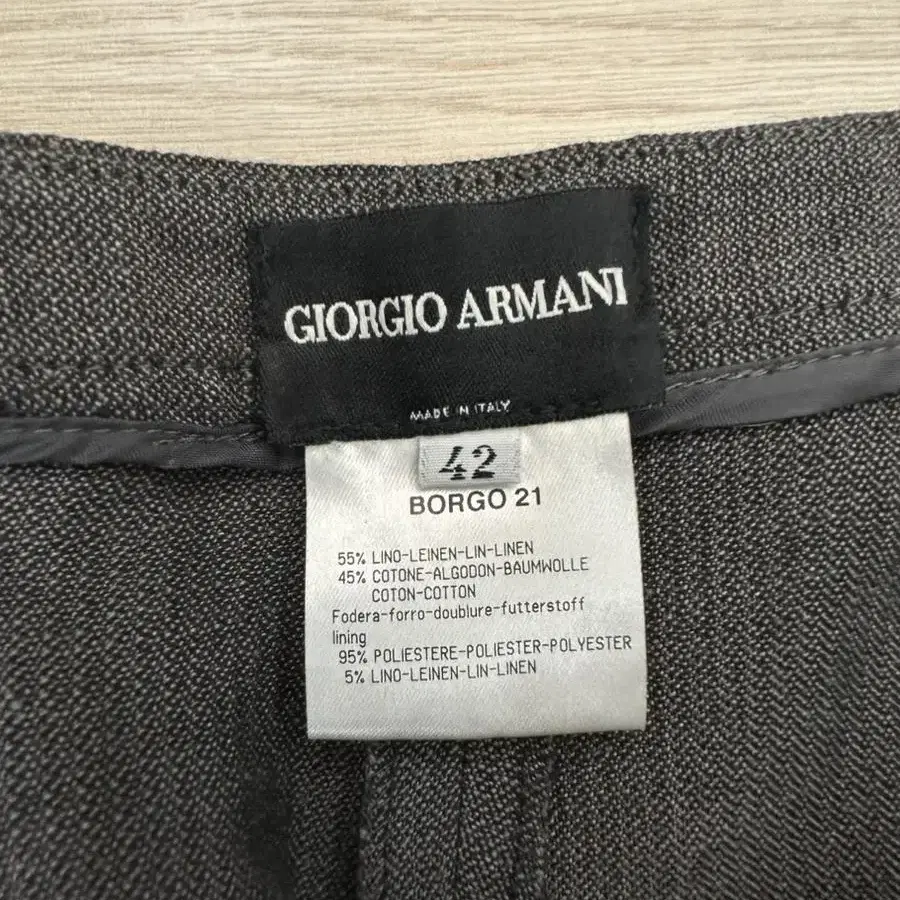 GIORGIO ARMANI
MADE IN ITALY
42
BORGO 21
55% LINO-LEINEN-LIN-LINEN
45% COTONE-ALGODON-BAUMWOLLE
COTON-COTTON
Fodera-forro-doublure-futterstoff
lining
95% POLIESTERE-POLIESTER-POLYESTER
5% LINO-LEINEN-LIN-LINEN